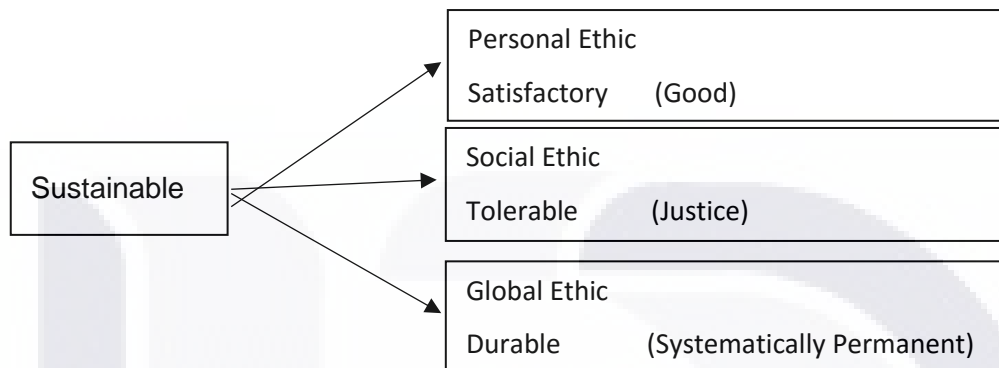 Personal Ethic
Satisfactory (Good)
Sustainable
Social Ethic
Tolerable (Justice)
Global Ethic
Durable (Systematically Permanent)